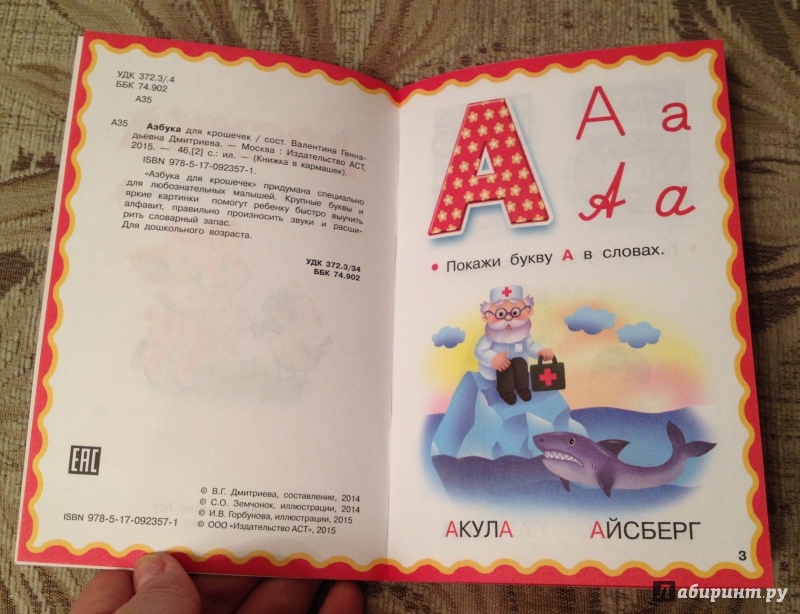 УДК 372.3/.4
ББК 74.902
А35
А35 Азбука для крошечек / сост. Валентина Генна-
дьевна Дмитриева. — Москва : Издательство АСТ,
2015. — 46,[2] с.: ил. — (Книжка в кармашек).
ISBN 978-5-17-092357-1.
«Азбука для крошечек» придумана специально
для любознательных малышей. Крупные буквы и
яркие картинки помогут ребенку быстро выучить
алфавит, правильно произносить звуки и расши-
рить словарный запас.
Для дошкольного возраста.
УДК 372.3/34
ББК 74.902
ЕАС
© В.Г. Дмитриева, составление, 2014
© С.О. Земчонок, иллюстрации, 2014
© И.В. Горбунова, иллюстрации, 2015
ISBN 978-5-17-092357-1 © ООО «Издательство АСТ», 2015
А А а
А а
• Покажи букву А в словах.
АКУЛА АЙСБЕРГ
3
Лабиринт.ру